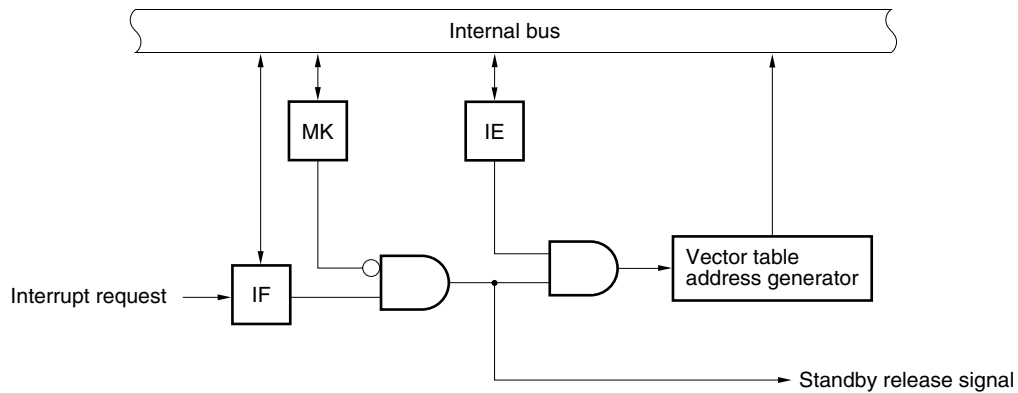 Internal bus
MK
IE
Vector table
address generator
Interrupt request
IF
Standby release signal